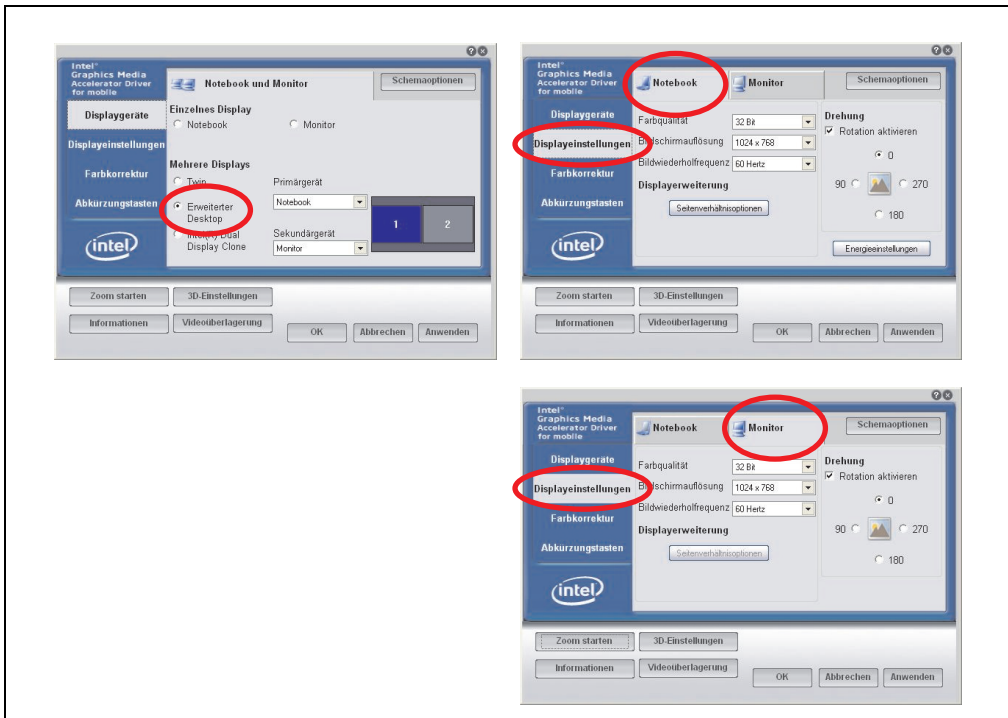 Intel®
Graphics Media
Accelerator Driver
for mobile
Notebook und Monitor
Schemaoptionen
Displaygeräte
Displayeinstellungen
Farbkorrektur
Abkürzungstasten
intel
Einzelnes Display
Notebook
Monitor
Mehrere Displays
Twin
Erweiterter
Desktop
Intel(R) Dual
Display Clone
Primärgerät
Notebook
Sekundärgerät
Monitor
1
2
Zoom starten
3D-Einstellungen
Informationen
Videoüberlagerung
OK
Abbrechen
Anwenden
Intel®
Graphics Media
Accelerator Driver
for mobile
Notebook
Monitor
Schemaoptionen
Displaygeräte
Displayeinstellungen
Farbkorrektur
Abkürzungstasten
intel
Farbqualität
32 Bit
Bildschirmauflösung
1024 x 768
Bildwiederholfrequenz
60 Hertz
Displayerweiterung
Seitenverhältnisoptionen
Drehung
Rotation aktivieren
0
90
270
180
Energieeinstellungen
Zoom starten
3D-Einstellungen
Informationen
Videoüberlagerung
OK
Abbrechen
Anwenden
Intel®
Graphics Media
Accelerator Driver
for mobile
Notebook
Monitor
Schemaoptionen
Displaygeräte
Displayeinstellungen
Farbkorrektur
Abkürzungstasten
intel
Farbqualität
32 Bit
Bildschirmauflösung
1024 x 768
Bildwiederholfrequenz
60 Hertz
Displayerweiterung
Seitenverhältnisoptionen
Drehung
Rotation aktivieren
0
90
270
180
Zoom starten
3D-Einstellungen
Informationen
Videoüberlagerung
OK
Abbrechen
Anwenden